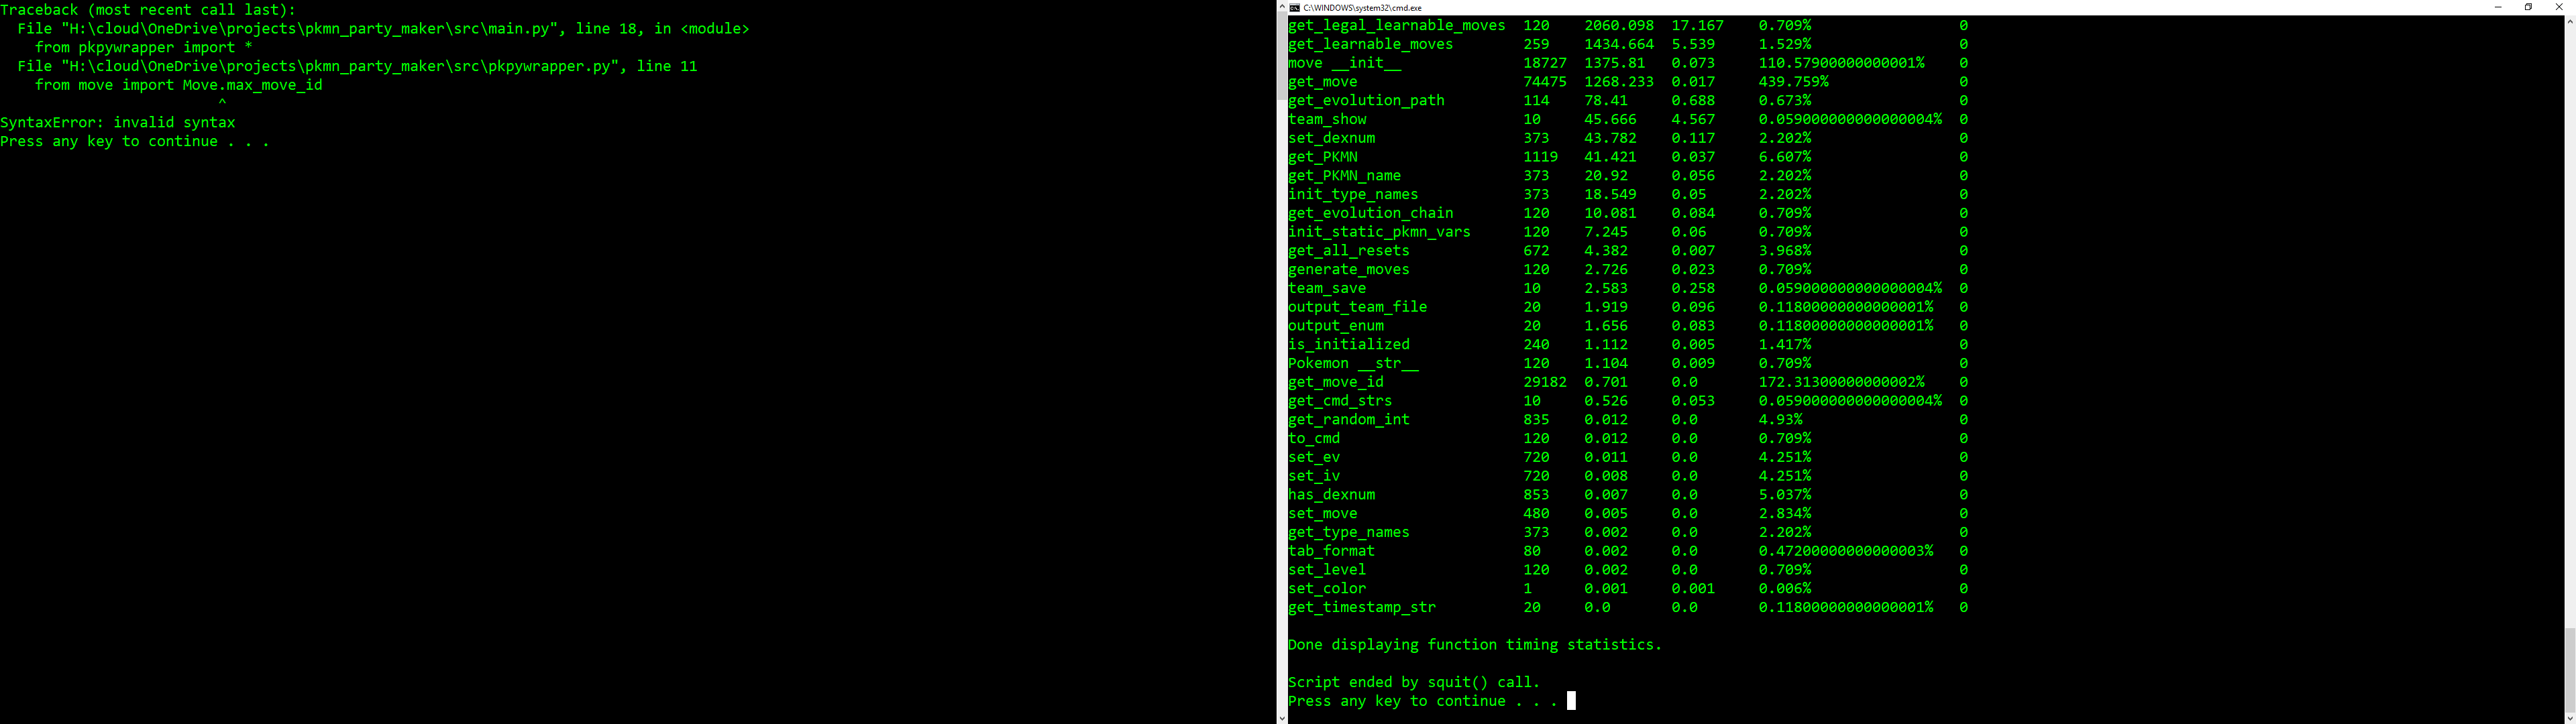 Traceback (most recent call last):
  File "H:\cloud\OneDrive\projects\pkmn_party_maker\src\main.py", line 18, in <module>
    from pkpywrapper import *
  File "H:\cloud\OneDrive\projects\pkmn_party_maker\src\pkpywrapper.py", line 11
    from move import Move.max_move_id
                         ^
SyntaxError: invalid syntax
Press any key to continue . . .
C:\WINDOWS\system32\cmd.exe
get_legal_learnable_moves  120    2060.098  17.167    0.709%                 0
get_learnable_moves        259    1434.664  5.539     1.529%                 0
move __init__              18727  1375.81   0.073     110.57900000000001%    0
get_move                   74475  1268.233  0.017     439.759%               0
get_evolution_path         114    78.41     0.688     0.673%                 0
team_show                  10     45.666    4.567     0.059000000000000004%  0
set_dexnum                 373    43.782    0.117     2.202%                 0
get_PKMN                   1119   41.421    0.037     6.607%                 0
get_PKMN_name              373    20.92     0.056     2.202%                 0
init_type_names            373    18.549    0.05      2.202%                 0
get_evolution_chain        120    10.081    0.084     0.709%                 0
init_static_pkmn_vars      120    7.245     0.06      0.709%                 0
get_all_resets             672    4.382     0.007     3.968%                 0
generate_moves             120    2.726     0.023     0.709%                 0
team_save                  10     2.583     0.258     0.059000000000000004%  0
output_team_file           20     1.919     0.096     0.11800000000000001%   0
output_enum                20     1.656     0.083     0.11800000000000001%   0
is_initialized             240    1.112     0.005     1.417%                 0
Pokemon __str__            120    1.104     0.009     0.709%                 0
get_move_id                29182  0.701     0.0       172.31300000000002%    0
get_cmd_strs               10     0.526     0.053     0.059000000000000004%  0
get_random_int             835    0.012     0.0       4.93%                  0
to_cmd                     120    0.012     0.0       0.709%                 0
set_ev                     720    0.011     0.0       4.251%                 0
set_iv                     720    0.008     0.0       4.251%                 0
has_dexnum                 853    0.007     0.0       5.037%                 0
set_move                   480    0.005     0.0       2.834%                 0
get_type_names             373    0.002     0.0       2.202%                 0
tab_format                 80     0.002     0.0       0.47200000000000003%   0
set_level                  120    0.002     0.0       0.709%                 0
set_color                  1      0.001     0.001     0.006%                 0
get_timestamp_str          20     0.0       0.0       0.11800000000000001%   0
Done displaying function timing statistics.
Script ended by squit() call.
Press any key to continue . . .